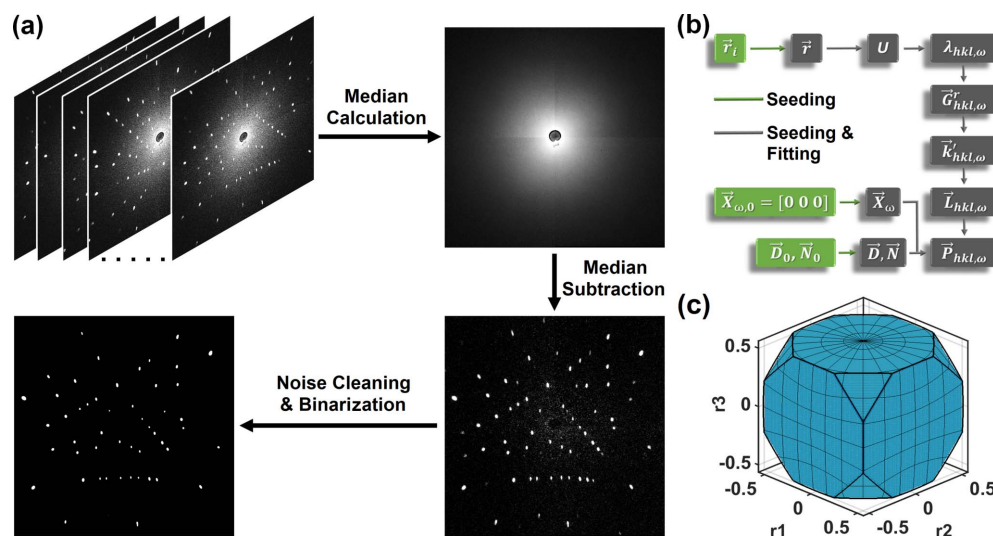 (a)
Median
Calculation
Median
Subtraction
Noise Cleaning
& Binarization
(b)
r⃗ᵢ r⃗ U λₕₖₗ,ω
Seeding
G⃗ʳₕₖₗ,ω
Seeding &
Fitting
k⃗′ₕₖₗ,ω
X⃗ω,₀ = [0 0 0] X⃗ω L⃗ₕₖₗ,ω
D⃗₀, N⃗₀ D⃗, N⃗ P⃗ₕₖₗ,ω
(c)
0.5
0
-0.5
r3
-0.5 0 0.5 -0.5 0 0.5
r1 r2